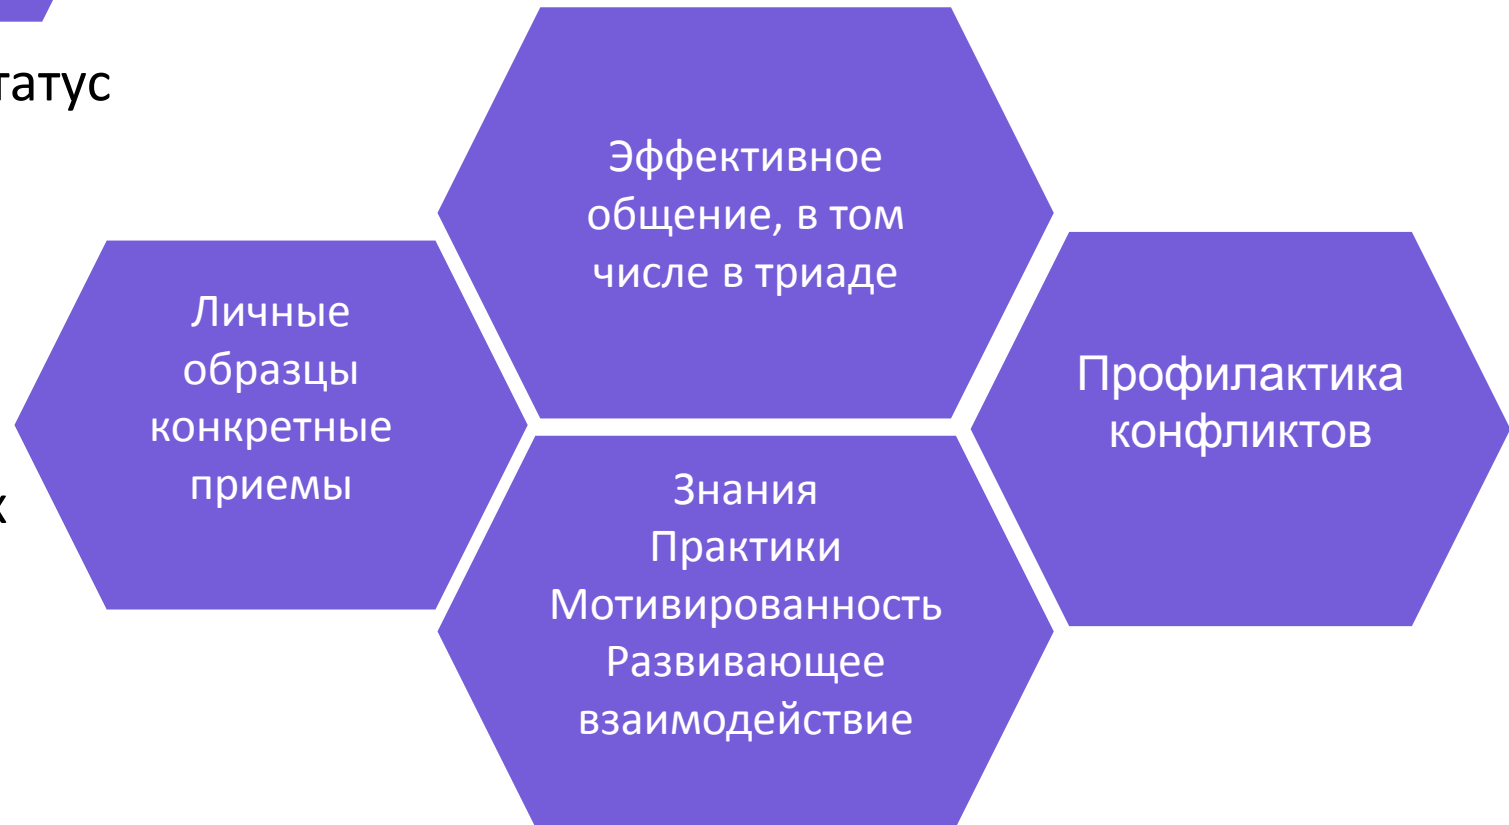 татус
Эффективное
общение, в том
числе в триаде
Личные
образцы
конкретные
приемы
Профилактика
конфликтов
х
Знания
Практики
Мотивированность
Развивающее
взаимодействие